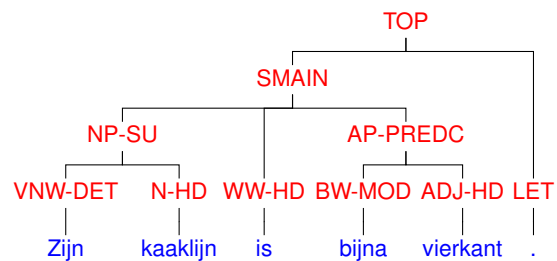 TOP
SMAIN
NP-SU AP-PREDC
VNW-DET N-HD WW-HD BW-MOD ADJ-HD LET
Zijn kaaklijn is bijna vierkant .